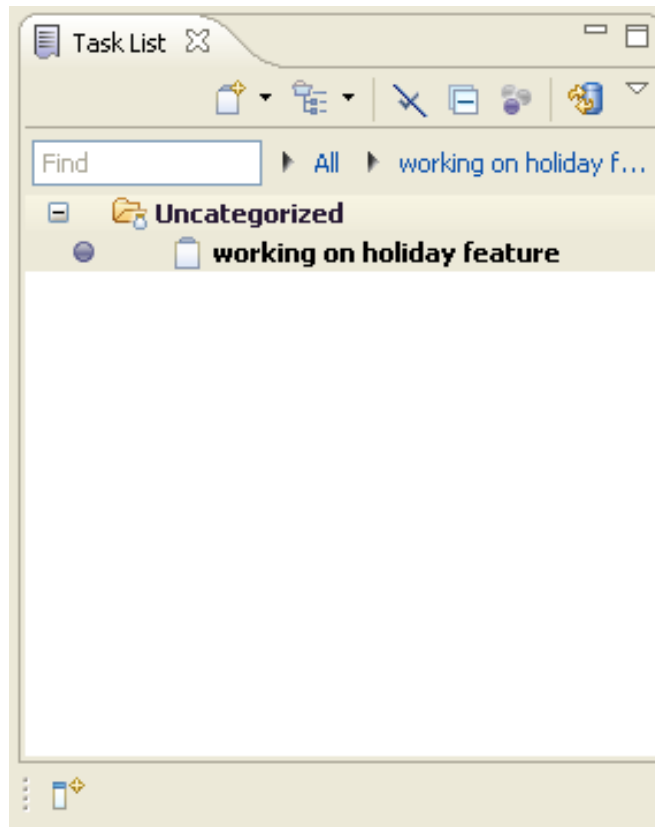 Task List
Find All working on holiday f...
Uncategorized
working on holiday feature